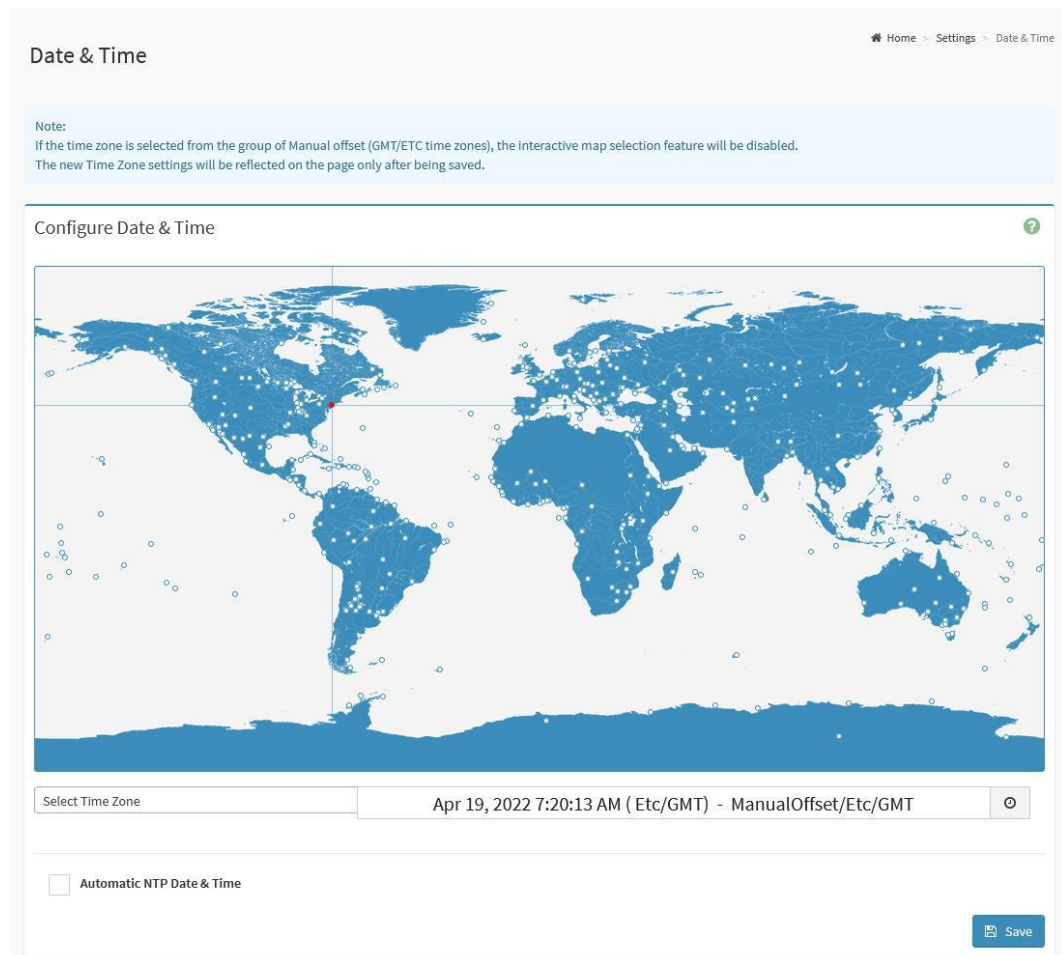 Home > Settings > Date & Time
Date & Time
Note:
If the time zone is selected from the group of Manual offset (GMT/ETC time zones), the interactive map selection feature will be disabled.
The new Time Zone settings will be reflected on the page only after being saved.
Configure Date & Time
?
Select Time Zone
Apr 19, 2022 7:20:13 AM ( Etc/GMT) - ManualOffset/Etc/GMT
Automatic NTP Date & Time
Save